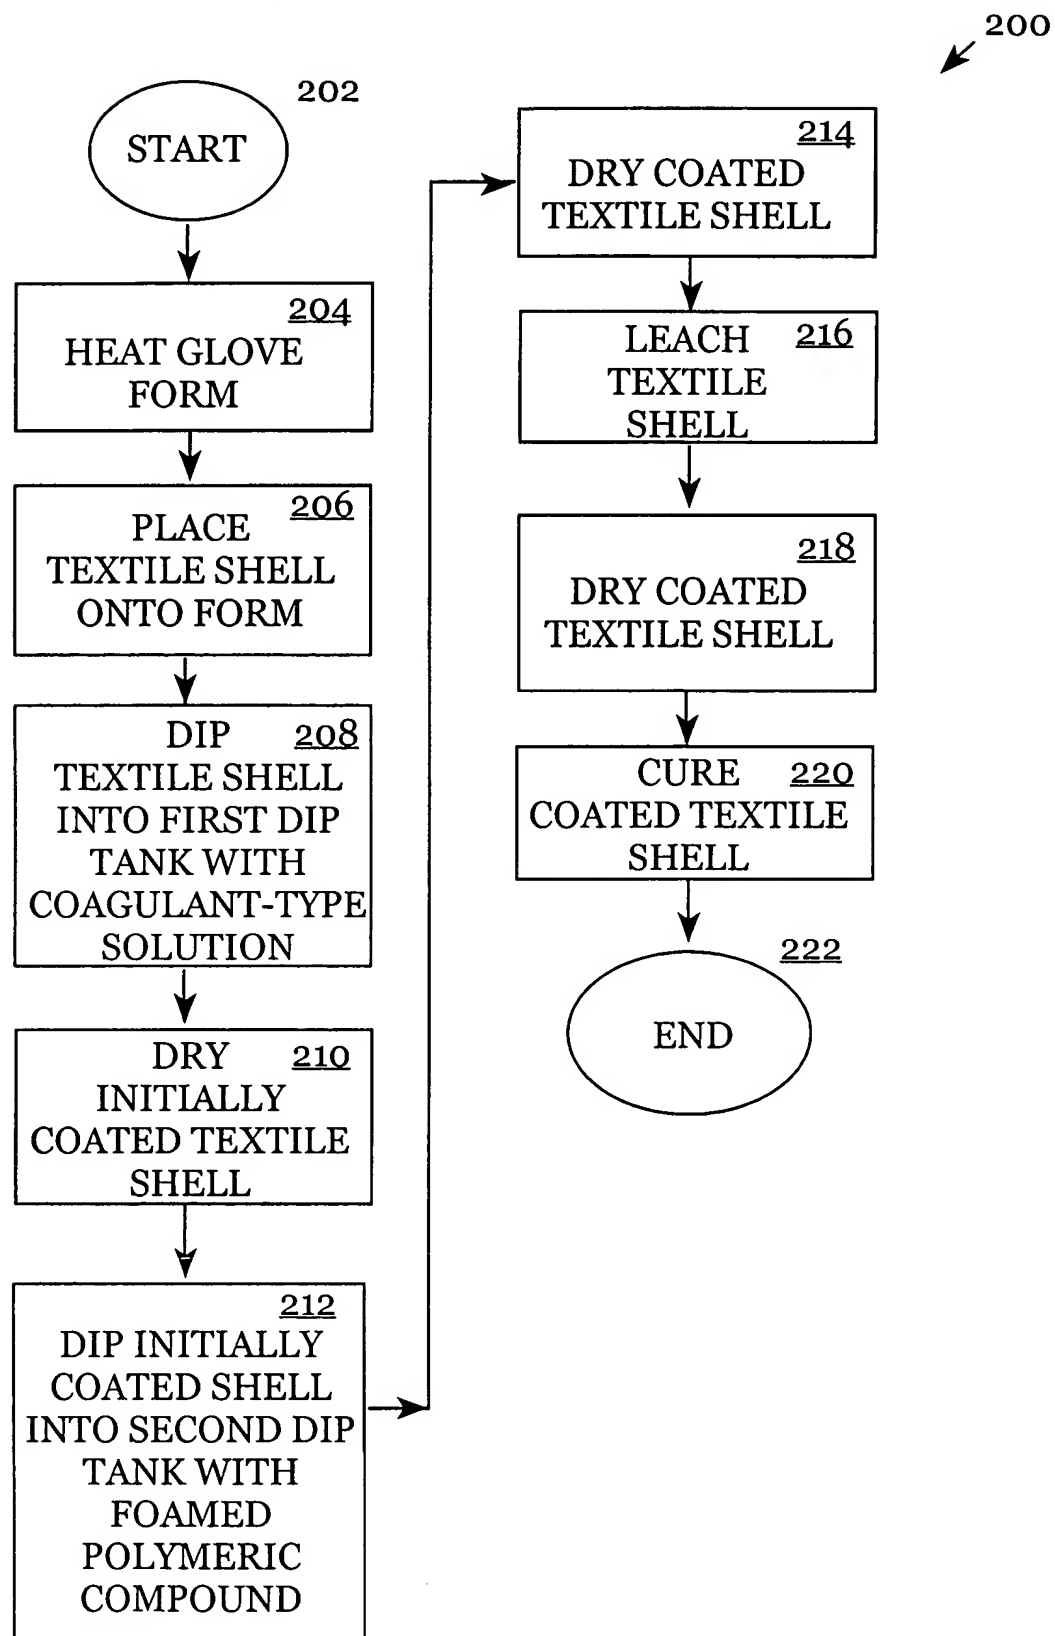 200
202
START
204
HEAT GLOVE
FORM
206
PLACE
TEXTILE SHELL
ONTO FORM
DIP 208
TEXTILE SHELL
INTO FIRST DIP
TANK WITH
COAGULANT-TYPE
SOLUTION
DRY 210
INITIALLY
COATED TEXTILE
SHELL
212
DIP INITIALLY
COATED SHELL
INTO SECOND DIP
TANK WITH
FOAMED
POLYMERIC
COMPOUND
214
DRY COATED
TEXTILE SHELL
LEACH 216
TEXTILE
SHELL
218
DRY COATED
TEXTILE SHELL
CURE 220
COATED TEXTILE
SHELL
222
END